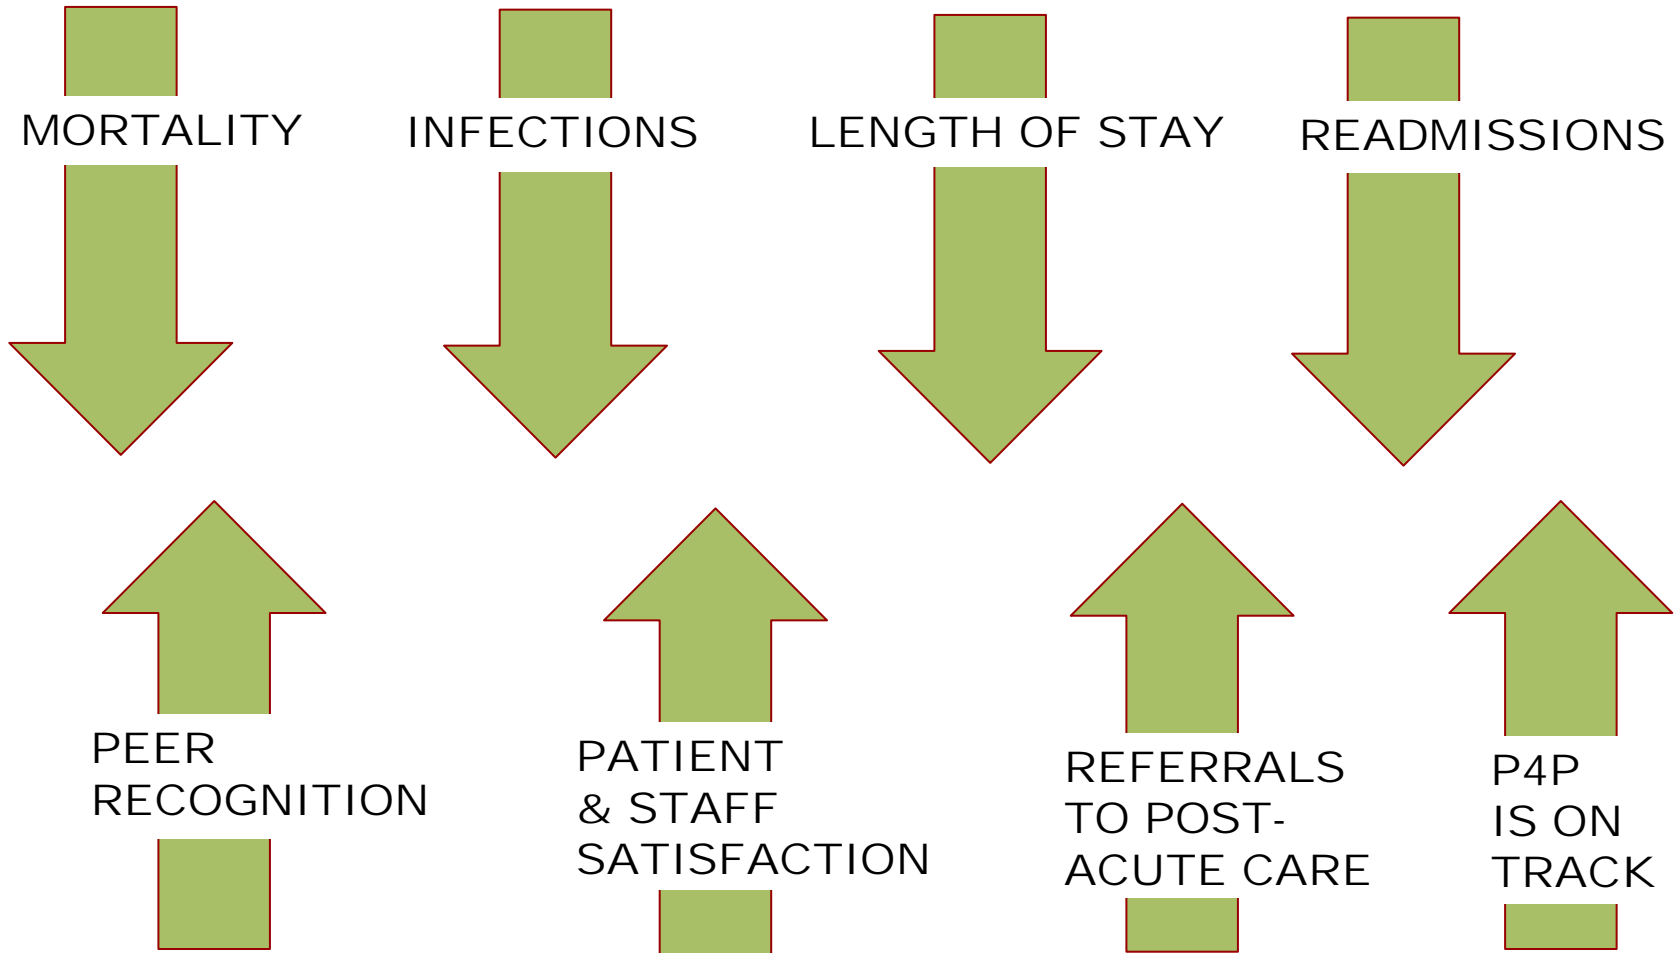 MORTALITY
INFECTIONS
LENGTH OF STAY
READMISSIONS
PEER
RECOGNITION
PATIENT
& STAFF
SATISFACTION
REFERRALS
TO POST-
ACUTE CARE
P4P
IS ON
TRACK